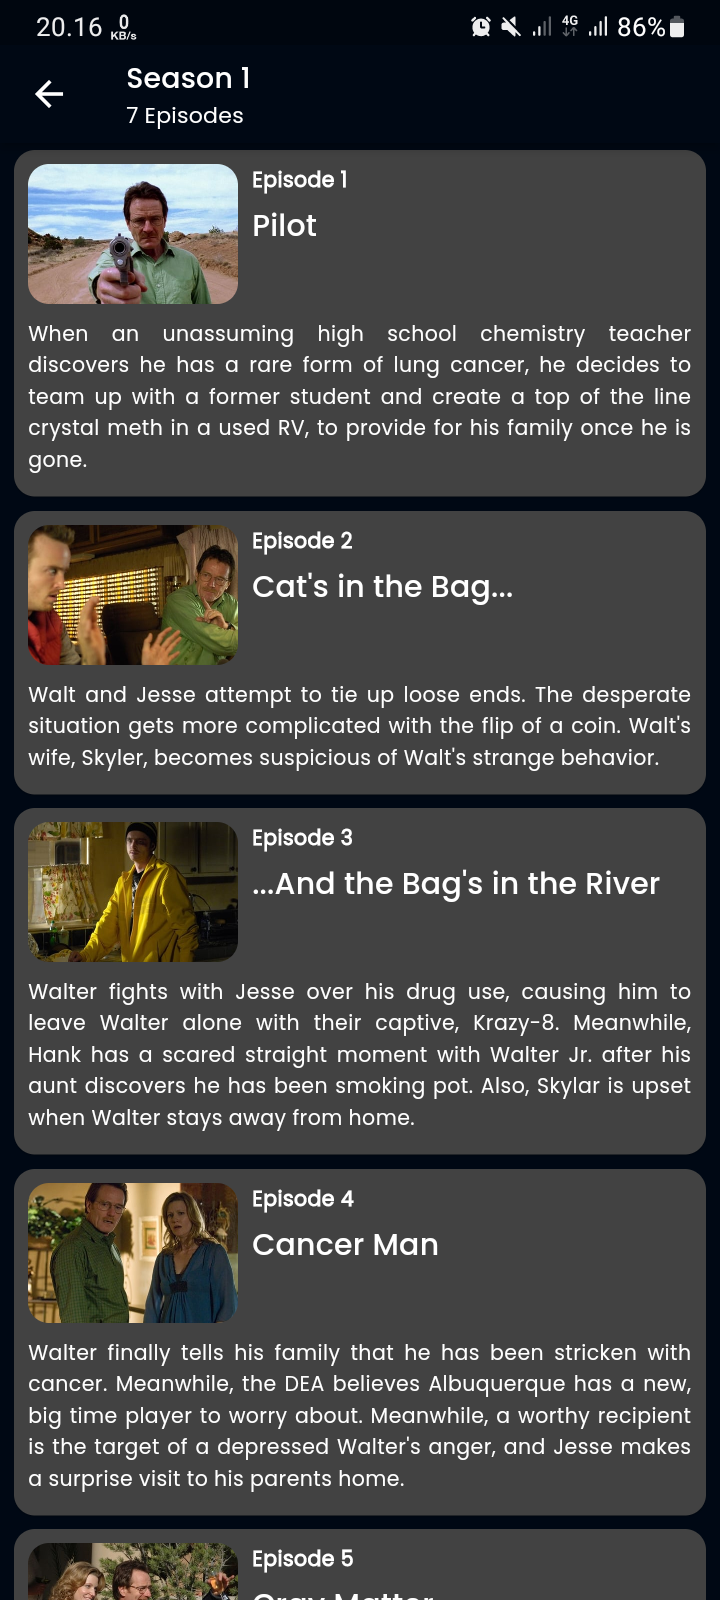 20.16 0 KB/s 4G 86%
Season 1
7 Episodes
Episode 1
Pilot
When an unassuming high school chemistry teacher
discovers he has a rare form of lung cancer, he decides to
team up with a former student and create a top of the line
crystal meth in a used RV, to provide for his family once he is
gone.
Episode 2
Cat's in the Bag...
Walt and Jesse attempt to tie up loose ends. The desperate
situation gets more complicated with the flip of a coin. Walt's
wife, Skyler, becomes suspicious of Walt's strange behavior.
Episode 3
...And the Bag's in the River
Walter fights with Jesse over his drug use, causing him to
leave Walter alone with their captive, Krazy-8. Meanwhile,
Hank has a scared straight moment with Walter Jr. after his
aunt discovers he has been smoking pot. Also, Skylar is upset
when Walter stays away from home.
Episode 4
Cancer Man
Walter finally tells his family that he has been stricken with
cancer. Meanwhile, the DEA believes Albuquerque has a new,
big time player to worry about. Meanwhile, a worthy recipient
is the target of a depressed Walter's anger, and Jesse makes
a surprise visit to his parents home.
Episode 5
Gray Matter